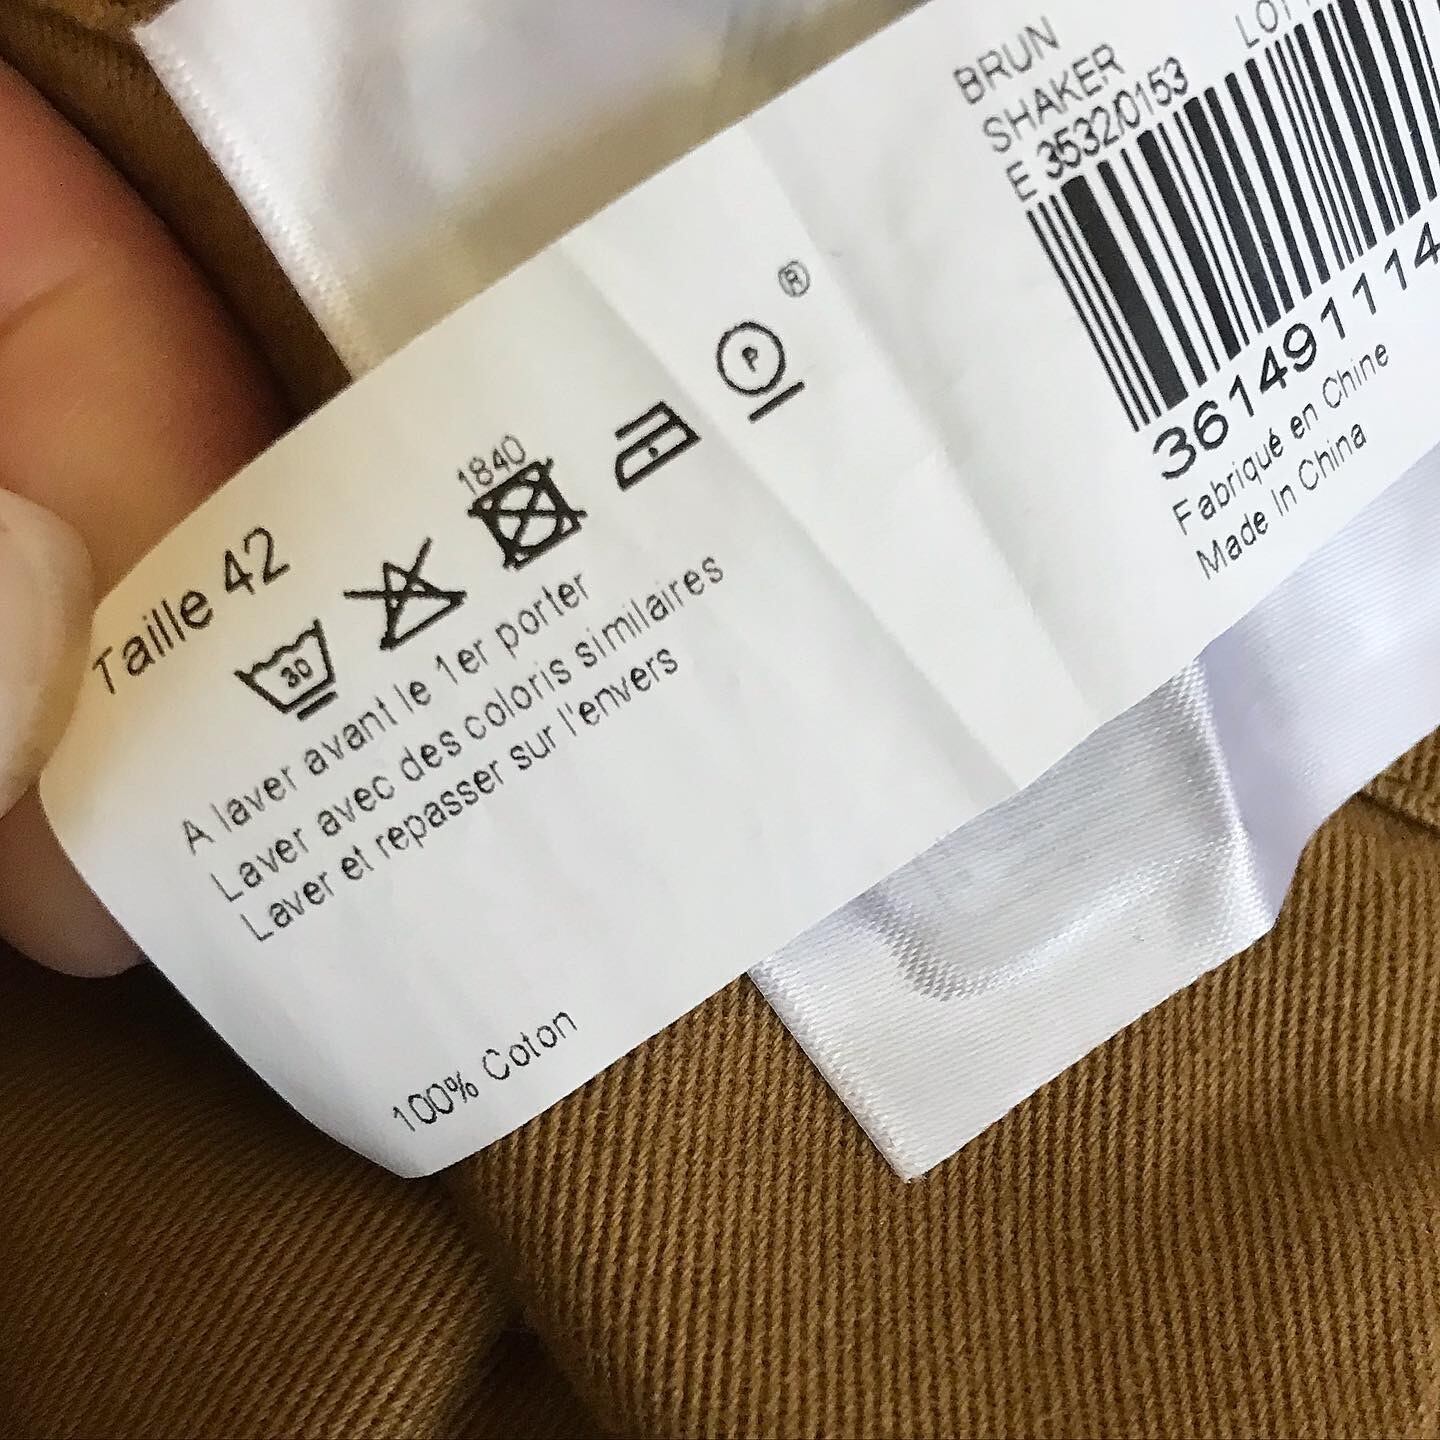 Taille 42
30
1840
P
®
A laver avant le 1er porter
Laver avec des coloris similaires
Laver et repasser sur l'envers
100% Coton
BRUN
SHAKER
E 3532/0153
3614911114
Fabriqué en Chine
Made In China